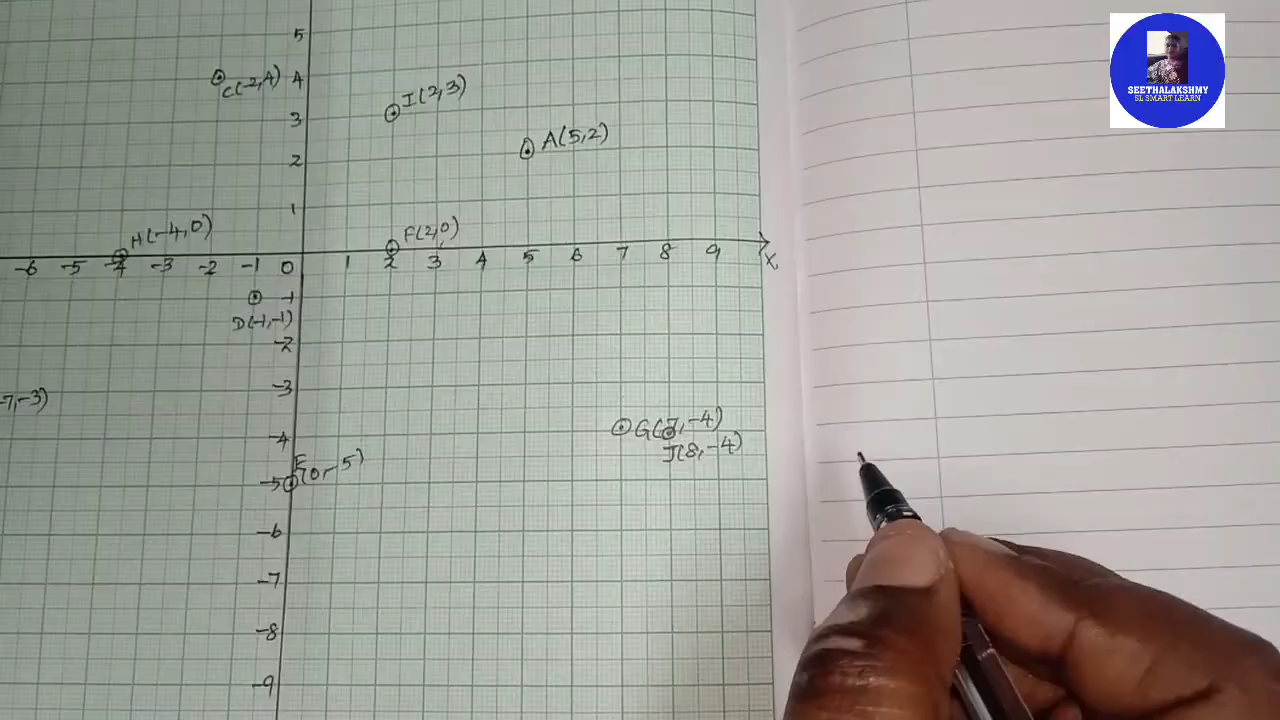 5
C(-2,4) 4
I(2,3)
3
A(5,2)
2
1
H(-4,0)
F(2,0)
-6 -5 -4 -3 -2 -1 0 1 2 3 4 5 6 7 8 9 X
-1
D(-1,-1)
-2
-3
-7,-3)
G(7,-4)
-4
J(8,-4)
E(0,-5)
-5
-6
-7
-8
-9
SEETHALAKSHMY
SL SMART LEARN